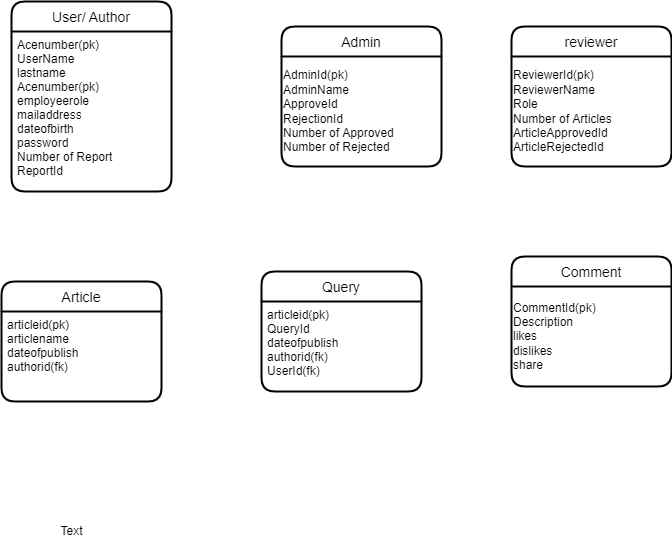 User/ Author
Acenumber(pk)
UserName
lastname
Acenumber(pk)
employeerole
mailaddress
dateofbirth
password
Number of Report
ReportId
Admin
AdminId(pk)
AdminName
ApproveId
RejectionId
Number of Approved
Number of Rejected
reviewer
ReviewerId(pk)
ReviewerName
Role
Number of Articles
ArticleApprovedId
ArticleRejectedId
Article
articleid(pk)
articlename
dateofpublish
authorid(fk)
Query
articleid(pk)
QueryId
dateofpublish
authorid(fk)
UserId(fk)
Comment
CommentId(pk)
Description
likes
dislikes
share
Text